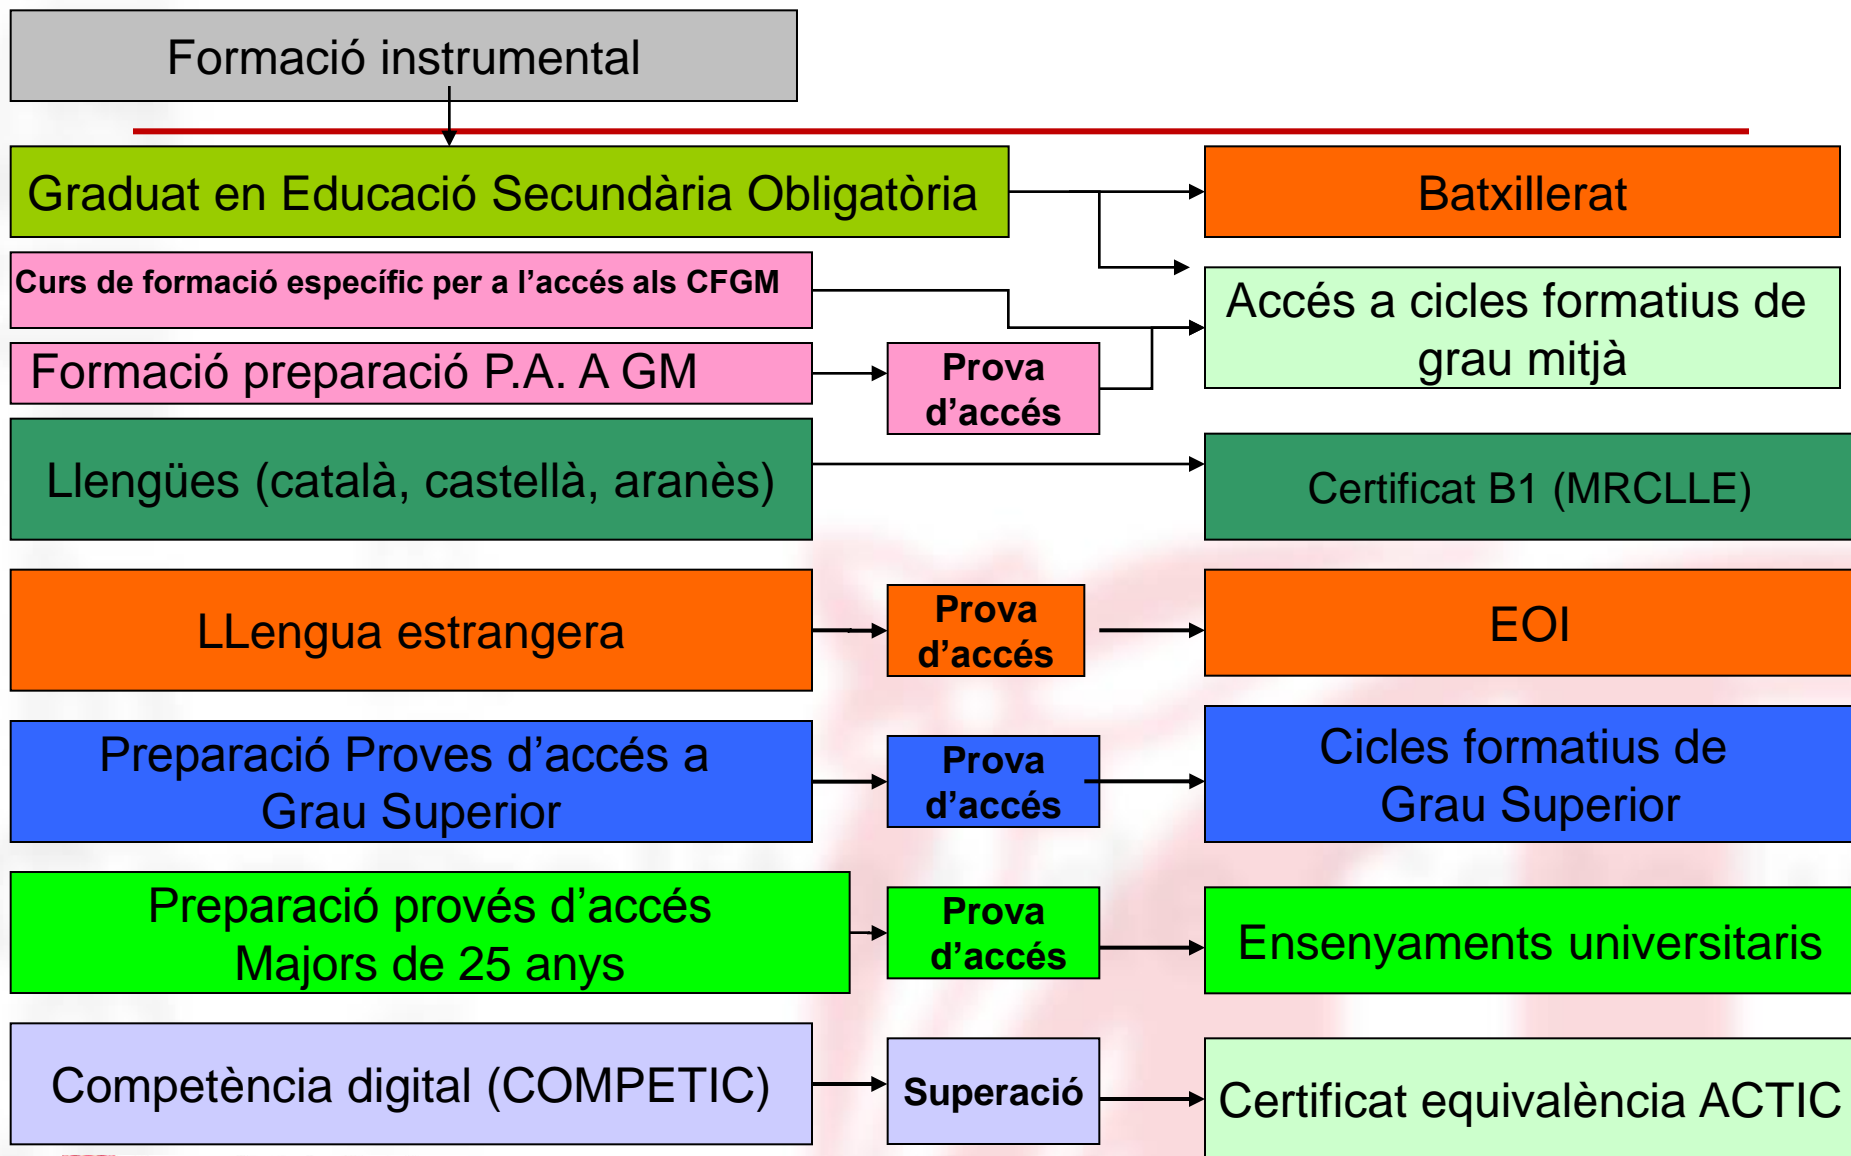 Formació instrumental
Graduat en Educació Secundària Obligatòria
Batxillerat
Curs de formació específic per a l’accés als CFGM
Accés a cicles formatius de
grau mitjà
Formació preparació P.A. A GM
Prova
d’accés
Llengües (català, castellà, aranès)
Certificat B1 (MRCLLE)
LLengua estrangera
Prova
d’accés
EOI
Preparació Proves d’accés a
Grau Superior
Prova
d’accés
Cicles formatius de
Grau Superior
Preparació provés d’accés
Majors de 25 anys
Prova
d’accés
Ensenyaments universitaris
Competència digital (COMPETIC)
Superació
Certificat equivalència ACTIC